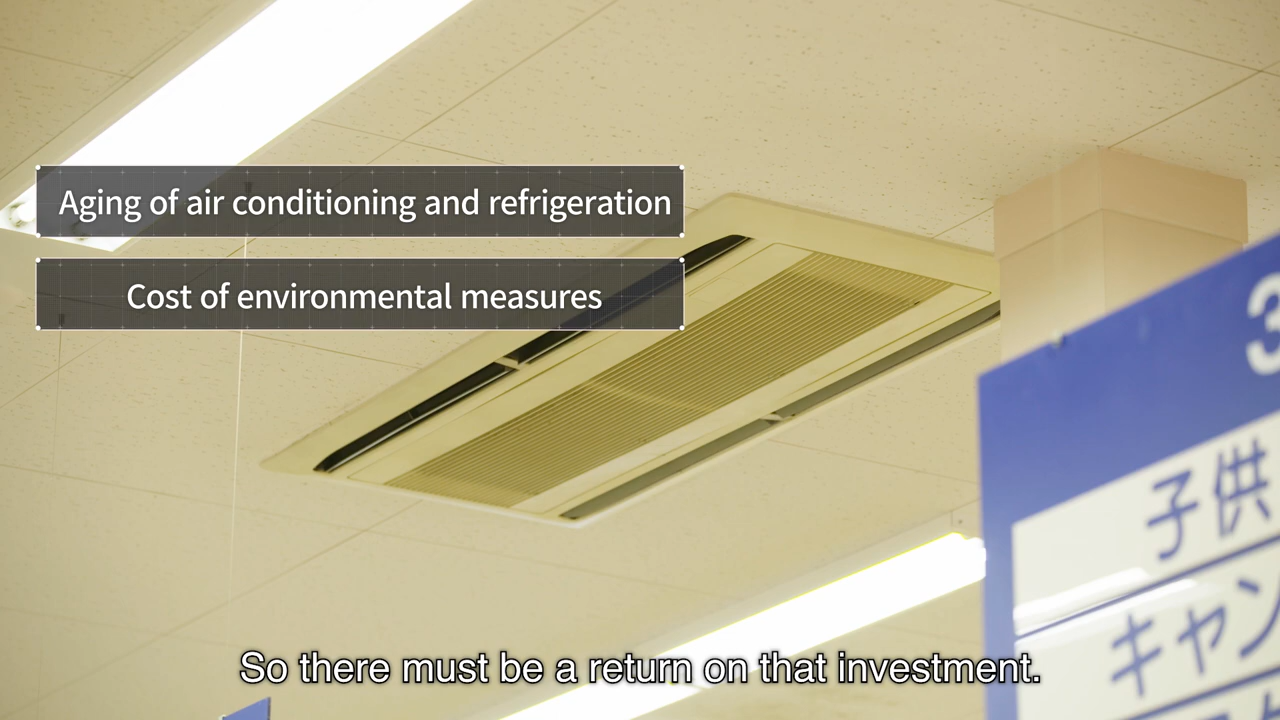 Aging of air conditioning and refrigeration
Cost of environmental measures
3
子供
キャン
So there must be a return on that investment.